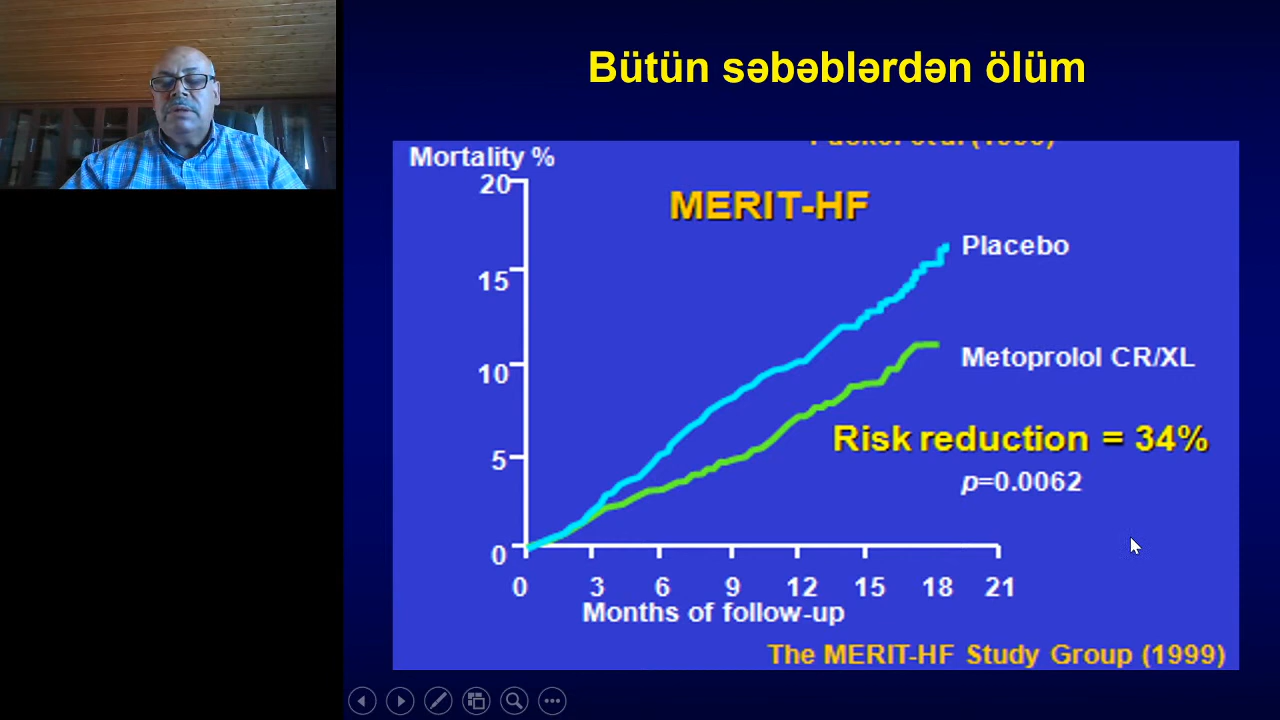 Bütün səbəblərdən ölüm
Mortality %
MERIT-HF
20
15
10
5
0
Placebo
Metoprolol CR/XL
Risk reduction = 34%
p=0.0062
0 3 6 9 12 15 18 21
Months of follow-up
The MERIT-HF Study Group (1999)